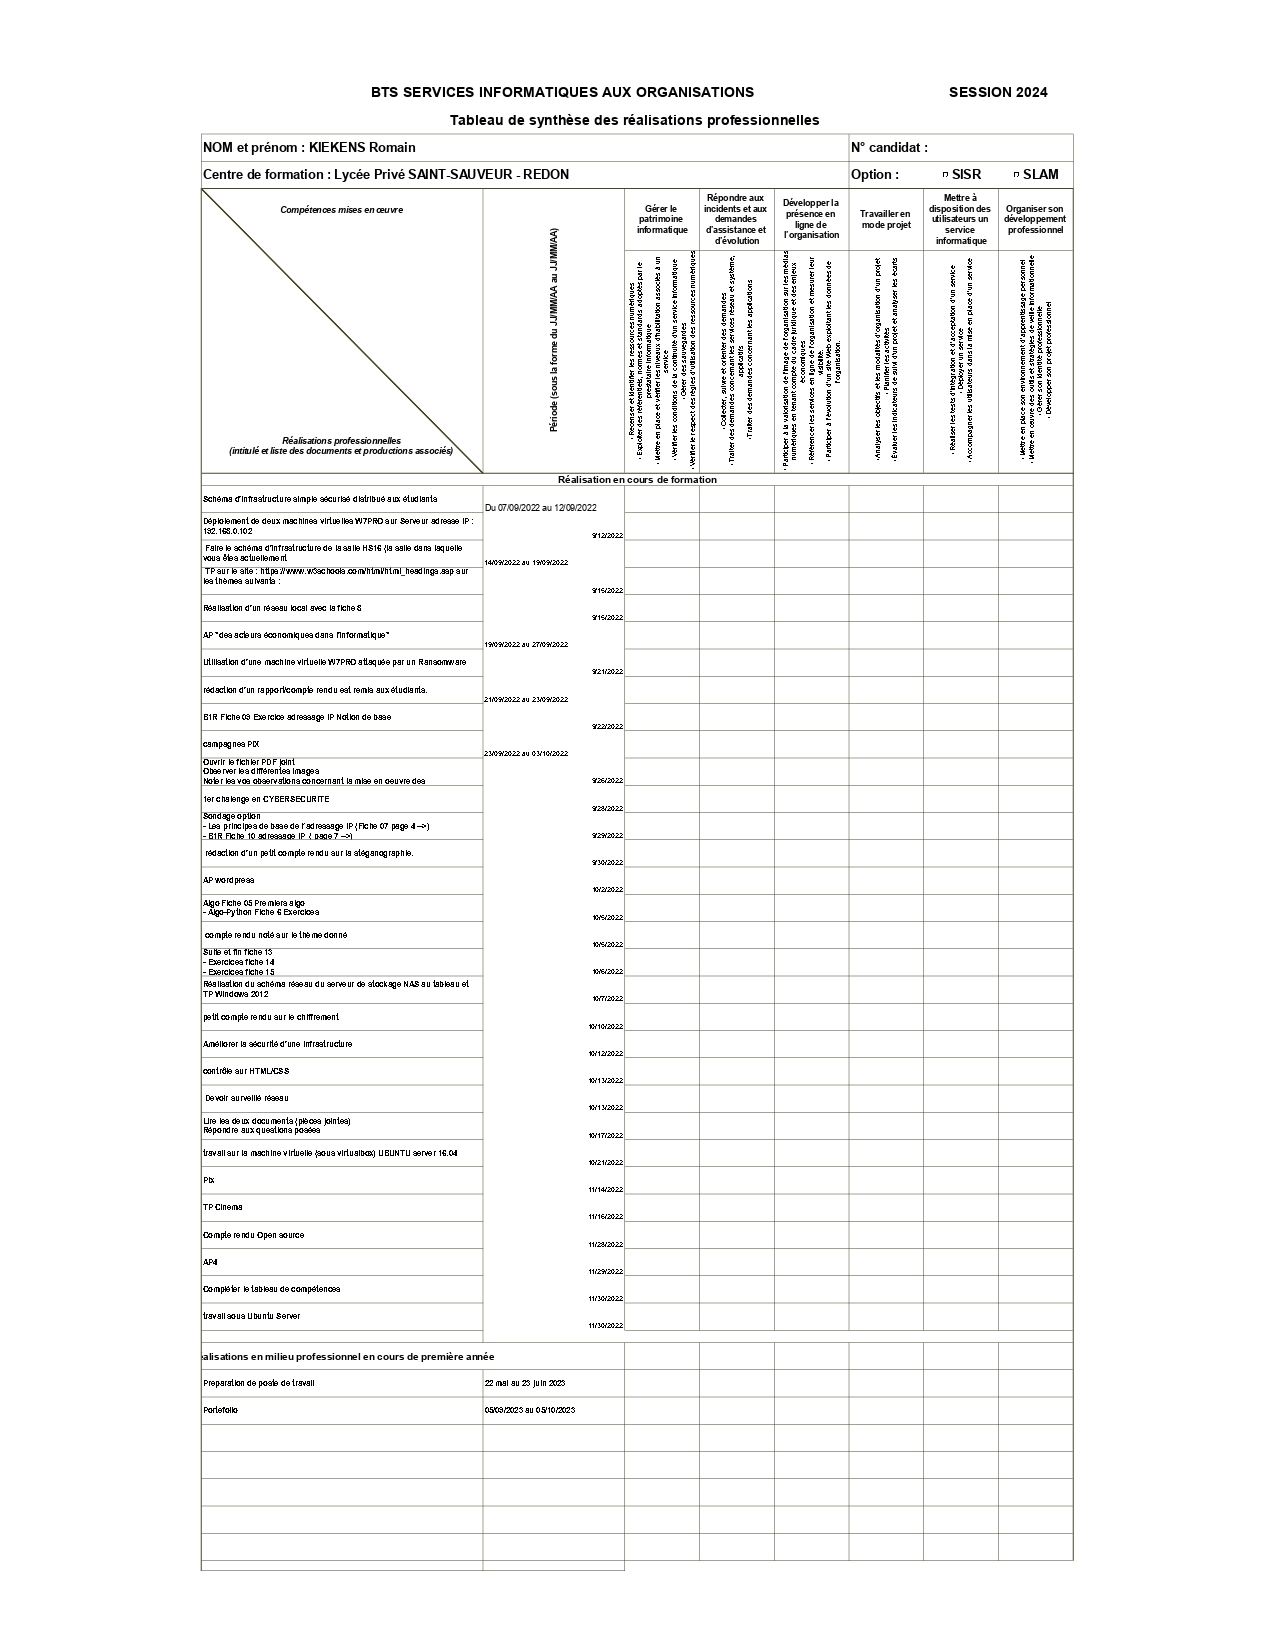 BTS SERVICES INFORMATIQUES AUX ORGANISATIONS SESSION 2024
Tableau de synthèse des réalisations professionnelles
NOM et prénom : KIEKENS Romain N° candidat :
Centre de formation : Lycée Privé SAINT-SAUVEUR - REDON Option : SISR SLAM
Compétences mises en œuvre
Réalisations professionnelles
(intitulé et liste des documents et productions associés)
Période (sous la forme du JJ/MM/AA au JJ/MM/AA)
Gérer le
patrimoine
informatique
Répondre aux
incidents et aux
demandes
d'assistance et
d'évolution
Développer la
présence en
ligne de
l'organisation
Travailler en
mode projet
Mettre à
disposition des
utilisateurs un
service
informatique
Organiser son
développement
professionnel
· Recenser et identifier les ressources numériques
· Exploiter des référentiels, normes et standards adoptés par le
prestataire informatique
· Mettre en place et vérifier les niveaux d'habilitation associés à un
service
· Vérifier les conditions de la continuité d'un service informatique
· Gérer des sauvegardes
· Vérifier le respect des règles d'utilisation des ressources numériques
· Collecter, suivre et orienter des demandes
· Traiter des demandes concernant les services réseau et système,
applicatifs
· Traiter des demandes concernant les applications
· Participer à la valorisation de l'image de l'organisation sur les médias
numériques en tenant compte du cadre juridique et des enjeux
économiques
· Référencer les services en ligne de l'organisation et mesurer leur
visibilité.
· Participer à l'évolution d'un site Web exploitant les données de
l'organisation.
· Analyser les objectifs et les modalités d'organisation d'un projet
· Planifier les activités
· Évaluer les indicateurs de suivi d'un projet et analyser les écarts
· Réaliser les tests d'intégration et d'acceptation d'un service
· Déployer un service
· Accompagner les utilisateurs dans la mise en place d'un service
· Mettre en place son environnement d'apprentissage personnel
· Mettre en œuvre des outils et stratégies de veille informationnelle
· Gérer son identité professionnelle
· Développer son projet professionnel
Réalisation en cours de formation
Schéma d'infrastructure simple sécurisé distribué aux étudiants
Du 07/09/2022 au 12/09/2022
Déploiement de deux machines virtuelles W7PRO sur Serveur adresse IP :
192.168.0.102
9/12/2022
Faire le schéma d'infrastructure de la salle HS16 (la salle dans laquelle
vous êtes actuellement
14/09/2022 au 19/09/2022
TP sur le site : https://www.w3schools.com/html/html_headings.asp sur
les thèmes suivants :
9/15/2022
Réalisation d'un réseau local avec la fiche 8
9/15/2022
AP "des acteurs économiques dans l'informatique"
19/09/2022 au 27/09/2022
Utilisation d'une machine virtuelle W7PRO attaquée par un Ransomware
9/21/2022
rédaction d'un rapport/compte rendu est remis aux étudiants.
21/09/2022 au 23/09/2022
B1R Fiche 09 Exercice adressage IP Notion de base
9/22/2022
campagnes PIX
23/09/2022 au 03/10/2022
Ouvrir le fichier PDF joint
Observer les différentes images
Noter les vos observations concernant la mise en oeuvre des
9/26/2022
1er chalenge en CYBERSECURITE
9/28/2022
Sondage option
- Les principes de base de l'adressage IP (Fiche 07 page 4 -->)
- B1R Fiche 10 adressage IP ( page 7 -->)
9/29/2022
rédaction d'un petit compte rendu sur la stéganographie.
9/30/2022
AP wordpress
10/2/2022
Algo Fiche 05 Premiers algo
- Algo-Python Fiche 6 Exercices
10/5/2022
compte rendu noté sur le thème donné
10/5/2022
Suite et fin fiche 13
- Exercices fiche 14
- Exercices fiche 15
10/6/2022
Réalisation du schéma réseau du serveur de stockage NAS au tableau et
TP Windows 2012
10/7/2022
petit compte rendu sur le chiffrement
10/10/2022
Améliorer la sécurité d'une infrastructure
10/12/2022
contrôle sur HTML/CSS
10/13/2022
Devoir surveillé réseau
10/13/2022
Lire les deux documents (pièces jointes)
Répondre aux questions posées
10/17/2022
travail sur la machine virtuelle (sous virtualbox) UBUNTU server 16.04
10/21/2022
Pix
11/14/2022
TP Cinema
11/16/2022
Compte rendu Open source
11/28/2022
AP4
11/29/2022
Compléter le tableau de compétences
11/30/2022
travail sous Ubuntu Server
11/30/2022
éalisations en milieu professionnel en cours de première année
Preparation de poste de travail 22 mai au 23 juin 2023
Portefolio 05/09/2023 au 05/10/2023